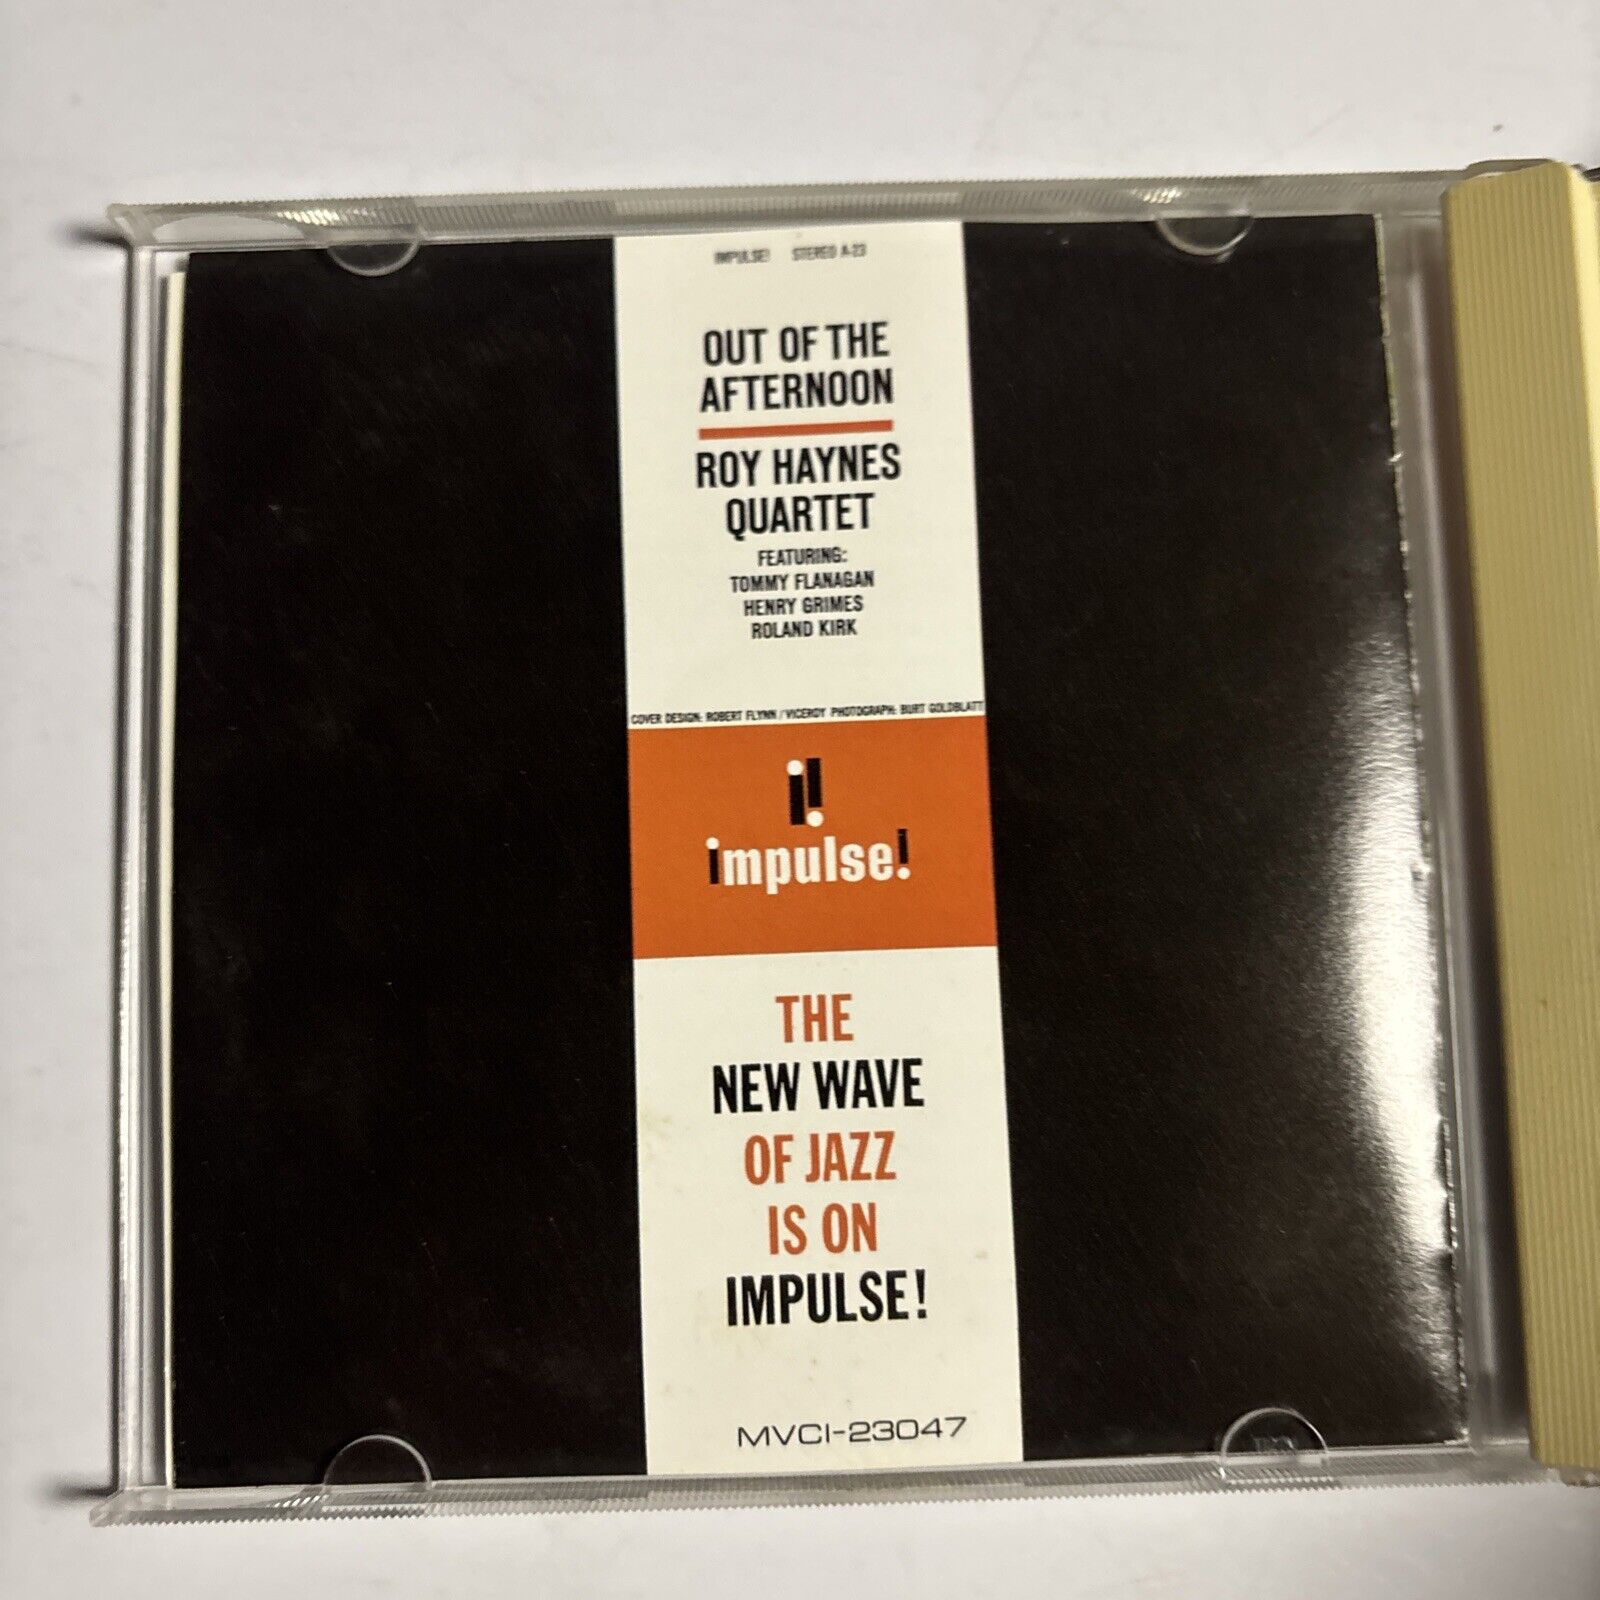 IMPULSE! STEREO A-23
OUT OF THE
AFTERNOON
ROY HAYNES
QUARTET
FEATURING:
TOMMY FLANAGAN
HENRY GRIMES
ROLAND KIRK
COVER DESIGN: ROBERT FLYNN / VICEROY PHOTOGRAPH: BURT GOLDBLATT
i!
impulse!
THE
NEW WAVE
OF JAZZ
IS ON
IMPULSE!
MVCI-23047